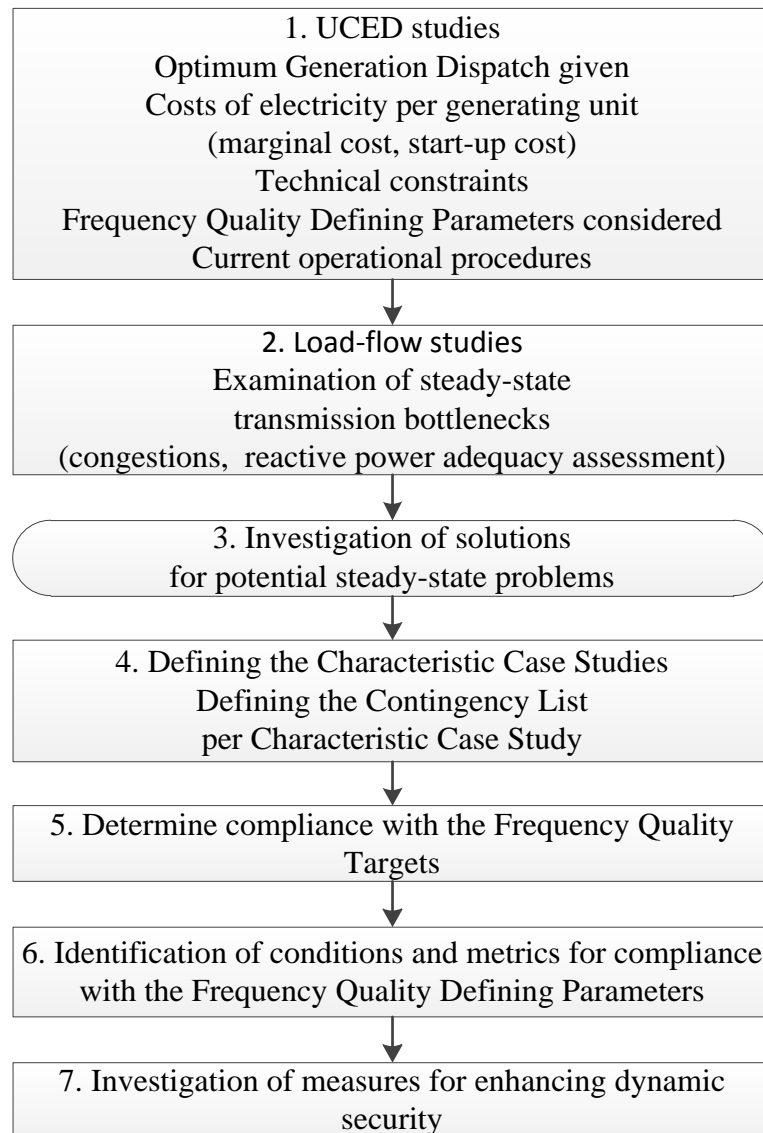 1. UCED studies
Optimum Generation Dispatch given
Costs of electricity per generating unit
(marginal cost, start-up cost)
Technical constraints
Frequency Quality Defining Parameters considered
Current operational procedures
2. Load-flow studies
Examination of steady-state
transmission bottlenecks
(congestions, reactive power adequacy assessment)
3. Investigation of solutions
for potential steady-state problems
4. Defining the Characteristic Case Studies
Defining the Contingency List
per Characteristic Case Study
5. Determine compliance with the Frequency Quality
Targets
6. Identification of conditions and metrics for compliance
with the Frequency Quality Defining Parameters
7. Investigation of measures for enhancing dynamic
security